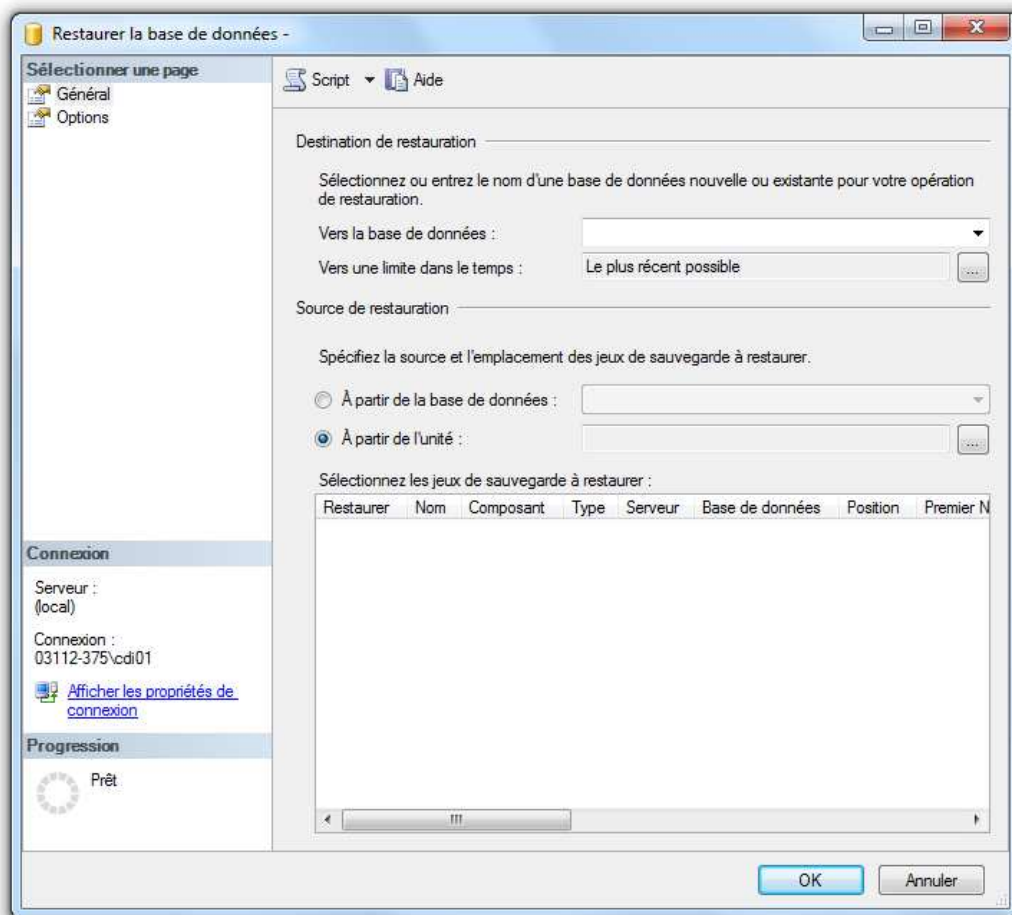 Restaurer la base de données -
Sélectionner une page
Général
Options
Script
Aide
Destination de restauration
Sélectionnez ou entrez le nom d'une base de données nouvelle ou existante pour votre opération
de restauration.
Vers la base de données :
Vers une limite dans le temps :
Le plus récent possible
...
Source de restauration
Spécifiez la source et l'emplacement des jeux de sauvegarde à restaurer.
À partir de la base de données :
À partir de l'unité :
...
Sélectionnez les jeux de sauvegarde à restaurer :
Restaurer Nom Composant Type Serveur Base de données Position Premier N
Connexion
Serveur :
(local)
Connexion :
03112-375\cdi01
Afficher les propriétés de
connexion
Progression
Prêt
OK
Annuler